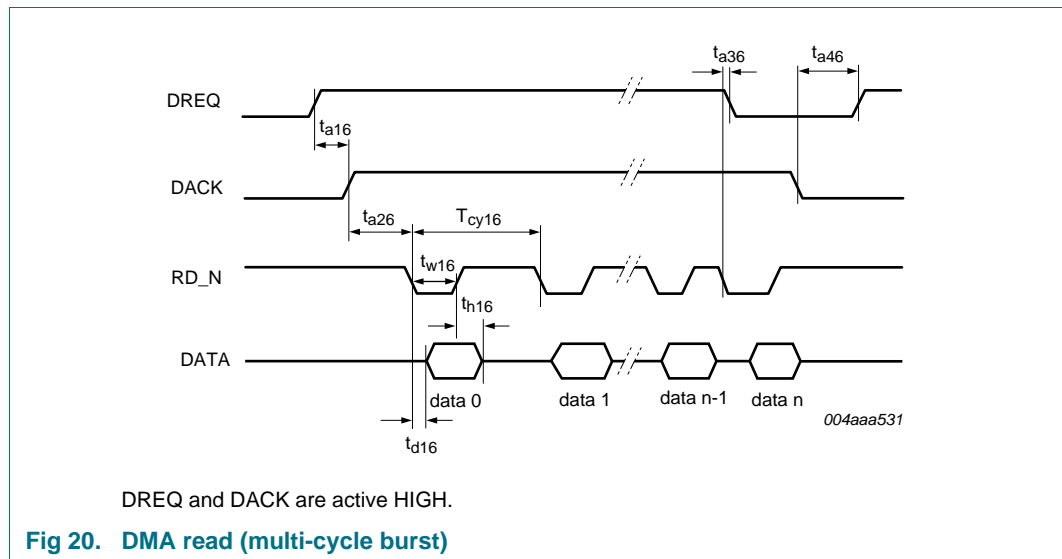 t_a36
t_a46
DREQ
t_a16
DACK
t_a26
T_cy16
t_w16
RD_N
t_h16
DATA
data 0
data 1
data n-1
data n
004aaa531
t_d16
DREQ and DACK are active HIGH.
Fig 20. DMA read (multi-cycle burst)